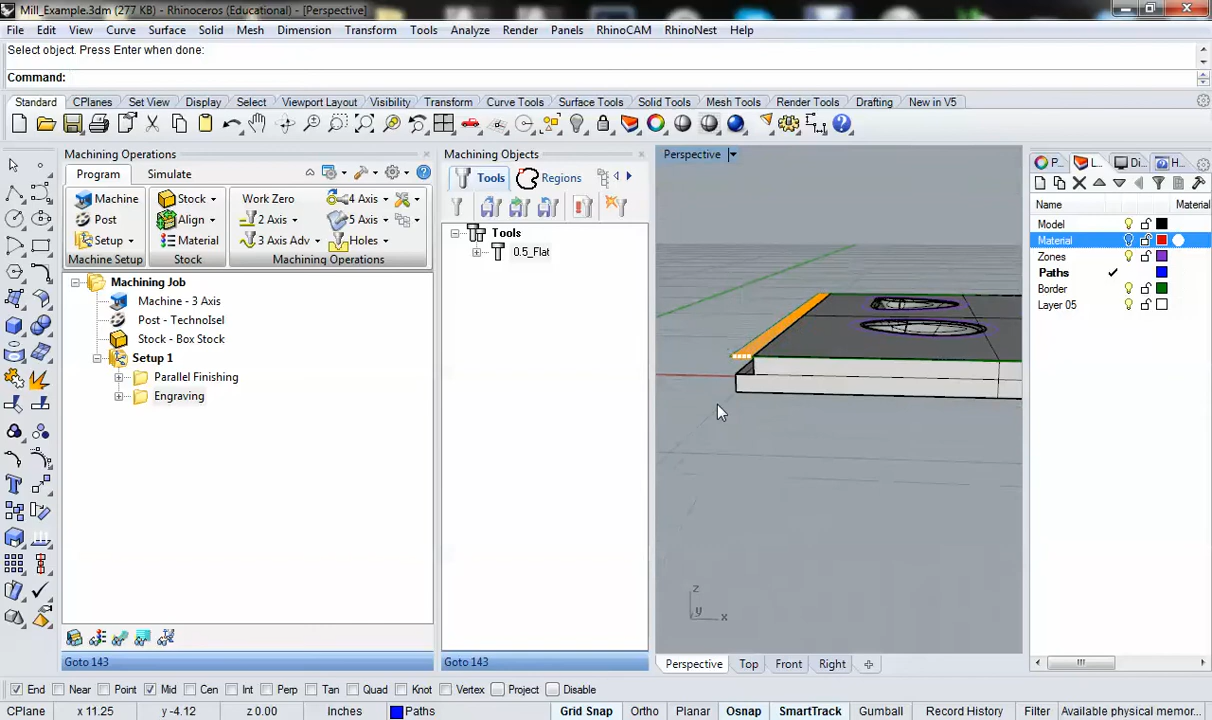 Mill_Example.3dm (277 KB) - Rhinoceros (Educational) - [Perspective]
File Edit View Curve Surface Solid Mesh Dimension Transform Tools Analyze Render Panels RhinoCAM RhinoNest Help
Select object. Press Enter when done:
Command:
Standard CPlanes Set View Display Select Viewport Layout Visibility Transform Curve Tools Surface Tools Solid Tools Mesh Tools Render Tools Drafting New in V5
Machining Operations
Program Simulate
Machine Stock Work Zero 4 Axis
Post Align 2 Axis 5 Axis
Setup Material 3 Axis Adv Holes
Machine Setup Stock Machining Operations
Machining Job
Machine - 3 Axis
Post - Technolsel
Stock - Box Stock
Setup 1
Parallel Finishing
Engraving
Goto 143
Machining Objects
Tools Regions
Tools
0.5_Flat
Goto 143
Perspective
z
y x
Perspective Top Front Right
P... L... Di... H...
Name Material
Model
Material
Zones
Paths
Border
Layer 05
End Near Point Mid Cen Int Perp Tan Quad Knot Vertex Project Disable
CPlane x 11.25 y -4.12 z 0.00 Inches Paths Grid Snap Ortho Planar Osnap SmartTrack Gumball Record History Filter Available physical memor...